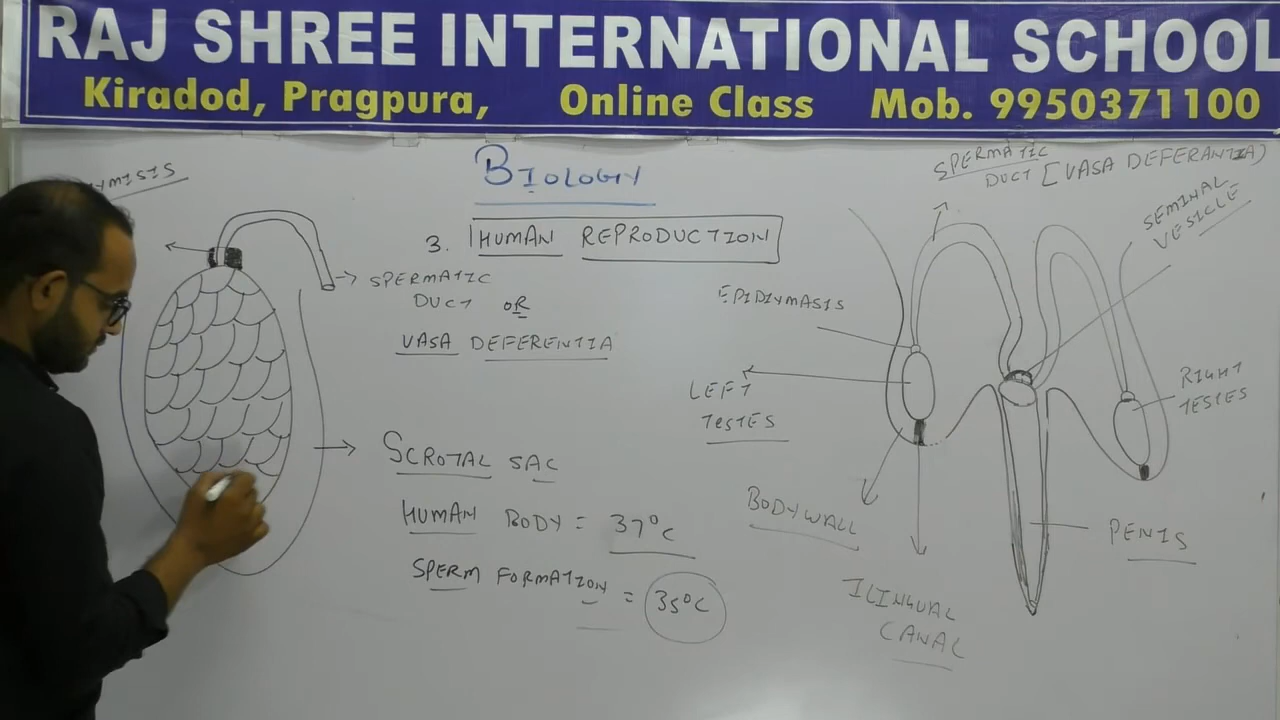 RAJ SHREE INTERNATIONAL SCHOOL
Kiradod, Pragpura, Online Class Mob. 9950371100
BIOLOGY
3. HUMAN REPRODUCTION
YMISIS
SPERMATIC
DUCT OR
VASA DEFERENTIA
SCROTAL SAC
HUMAN BODY = 37°C
SPERM FORMATION = 35°C
SPERMATIC
DUCT [VASA DEFERANTIA)
SEMINAL
VESICLE
EPIDIYMASIS
LEFT
TESTES
RIGHT
TESTES
BODYWALL
PENIS
ILINGUAL
CANAL